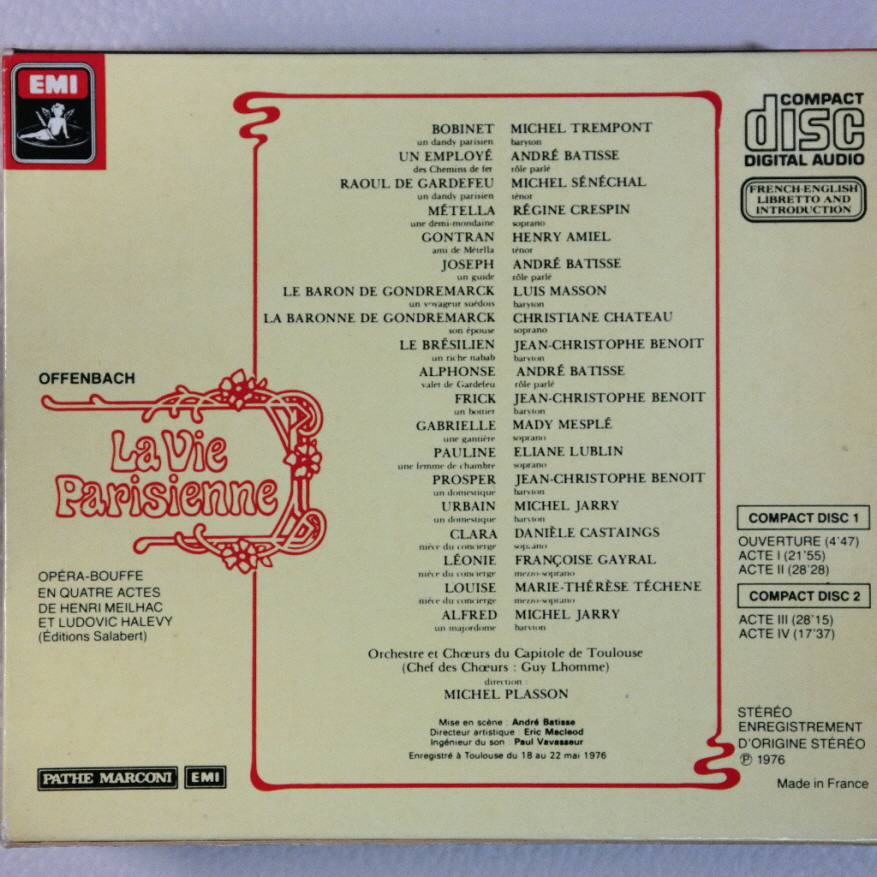 EMI
BOBINET MICHEL TREMPONT
un dandy parisien baryton
UN EMPLOYÉ ANDRÉ BATISSE
des Chemins de fer rôle parlé
RAOUL DE GARDEFEU MICHEL SÉNÉCHAL
un dandy parisien ténor
MÉTELLA RÉGINE CRESPIN
une demi-mondaine soprano
GONTRAN HENRY AMIEL
ami de Métella ténor
JOSEPH ANDRÉ BATISSE
un guide rôle parlé
LE BARON DE GONDREMARCK LUIS MASSON
un voyageur suédois baryton
LA BARONNE DE GONDREMARCK CHRISTIANE CHATEAU
son épouse soprano
LE BRÉSILIEN JEAN-CHRISTOPHE BENOIT
un riche nabab baryton
ALPHONSE ANDRÉ BATISSE
valet de Gardefeu rôle parlé
FRICK JEAN-CHRISTOPHE BENOIT
un bottier baryton
GABRIELLE MADY MESPLÉ
une gantière soprano
PAULINE ELIANE LUBLIN
une femme de chambre soprano
PROSPER JEAN-CHRISTOPHE BENOIT
un domestique baryton
URBAIN MICHEL JARRY
un domestique baryton
CLARA DANIÈLE CASTAINGS
nièce du concierge soprano
LÉONIE FRANÇOISE GAYRAL
nièce du concierge mezzo-soprano
LOUISE MARIE-THÉRÈSE TÉCHENE
nièce du concierge mezzo-soprano
ALFRED MICHEL JARRY
un majordome baryton
Orchestre et Chœurs du Capitole de Toulouse
(Chef des Chœurs : Guy Lhomme)
direction :
MICHEL PLASSON
Mise en scène : André Batisse
Directeur artistique : Eric Macleod
Ingénieur du son : Paul Vavasseur
Enregistré à Toulouse du 18 au 22 mai 1976
OFFENBACH
La Vie
Parisienne
OPÉRA-BOUFFE
EN QUATRE ACTES
DE HENRI MEILHAC
ET LUDOVIC HALEVY
(Éditions Salabert)
PATHE MARCONI EMI
COMPACT
disc
DIGITAL AUDIO
FRENCH-ENGLISH
LIBRETTO AND
INTRODUCTION
COMPACT DISC 1
OUVERTURE (4'47)
ACTE I (21'55)
ACTE II (28'28)
COMPACT DISC 2
ACTE III (28'15)
ACTE IV (17'37)
STÉRÉO
ENREGISTREMENT
D'ORIGINE STÉRÉO
℗ 1976
Made in France